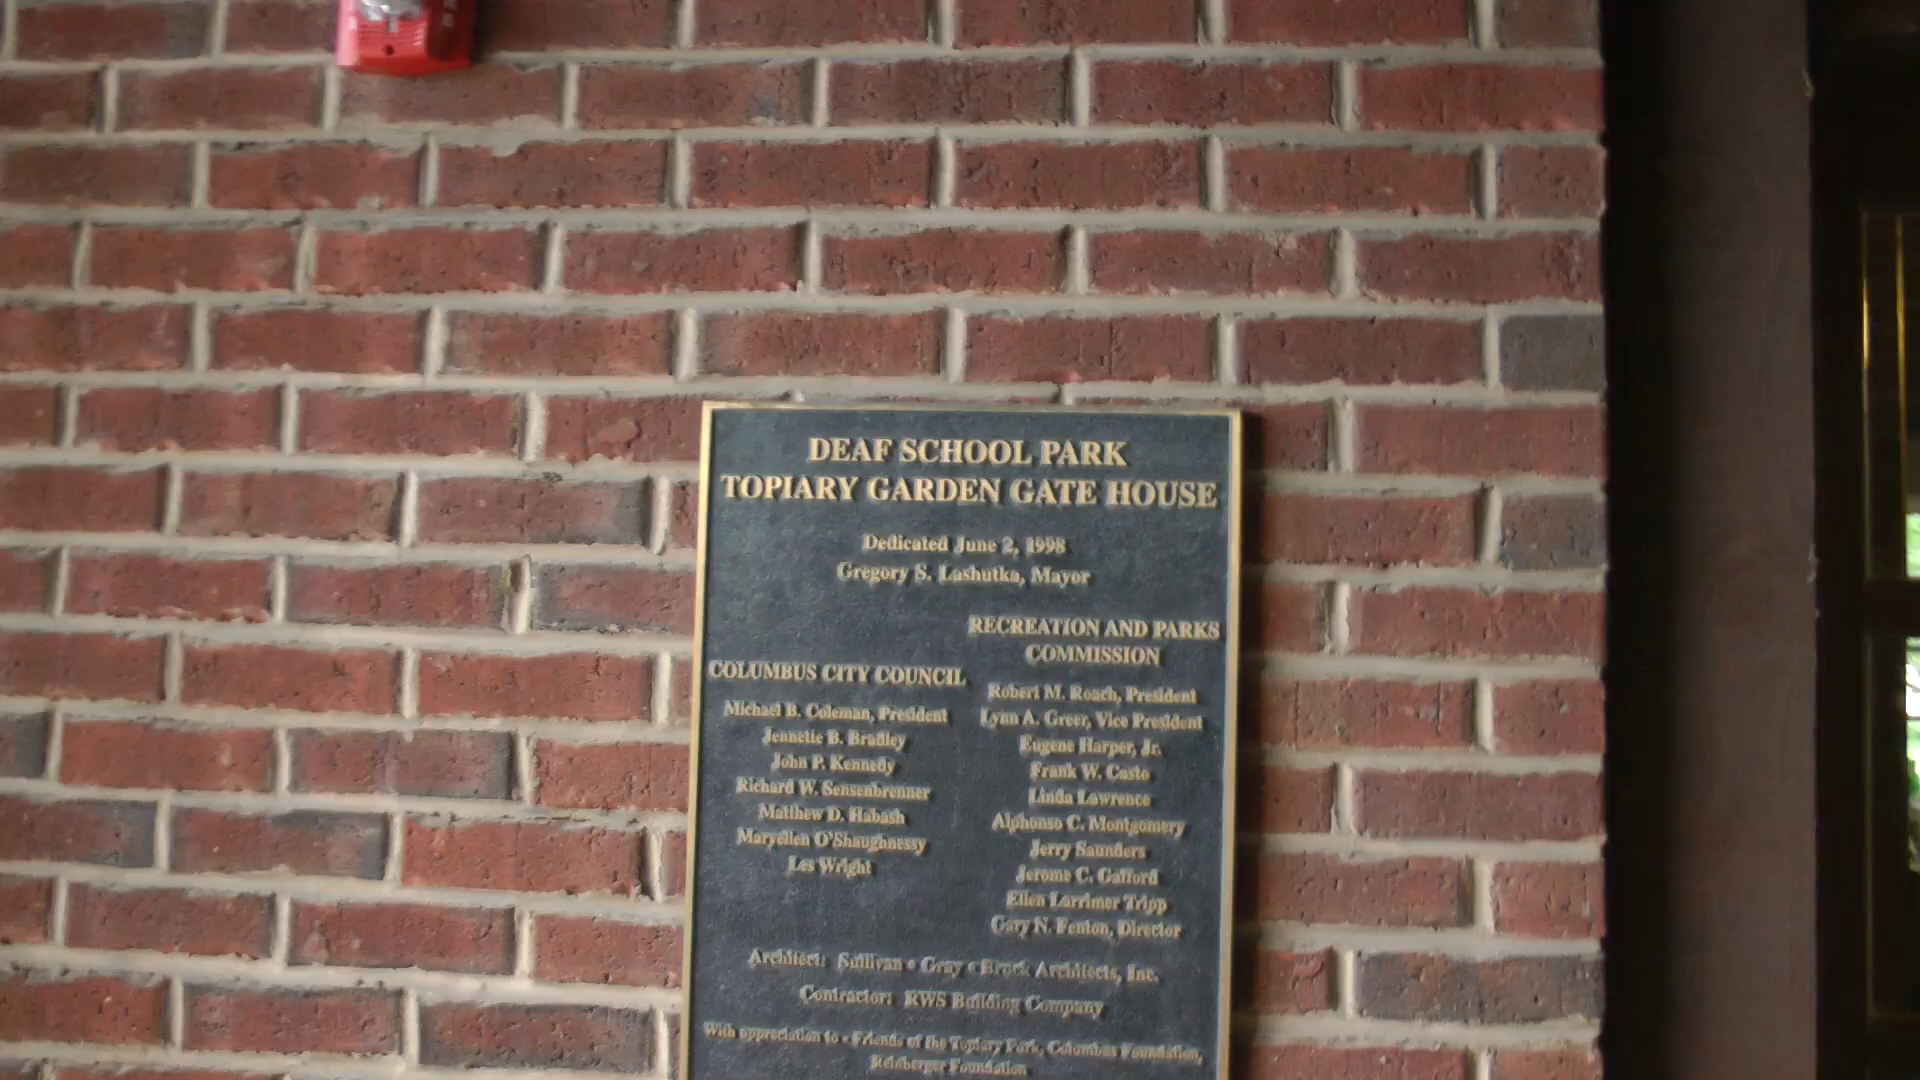 DEAF SCHOOL PARK
TOPIARY GARDEN GATE HOUSE
Dedicated June 2, 1998
Gregory S. Lashutka, Mayor
COLUMBUS CITY COUNCIL
Michael B. Coleman, President
Jennette B. Bradley
John P. Kennedy
Richard W. Sensenbrenner
Matthew D. Habash
Maryellen O'Shaughnessy
Les Wright
RECREATION AND PARKS
COMMISSION
Robert M. Roach, President
Lynn A. Greer, Vice President
Eugene Harper, Jr.
Frank W. Casto
Linda Lawrence
Alphonso C. Montgomery
Jerry Saunders
Jerome C. Gafford
Ellen Larrimer Tripp
Gary N. Fenton, Director
Architect: Sullivan • Gray • Bruck Architects, Inc.
Contractor: RWS Building Company
With appreciation to • Friends of the Topiary Park, Columbus Foundation,
Reinberger Foundation